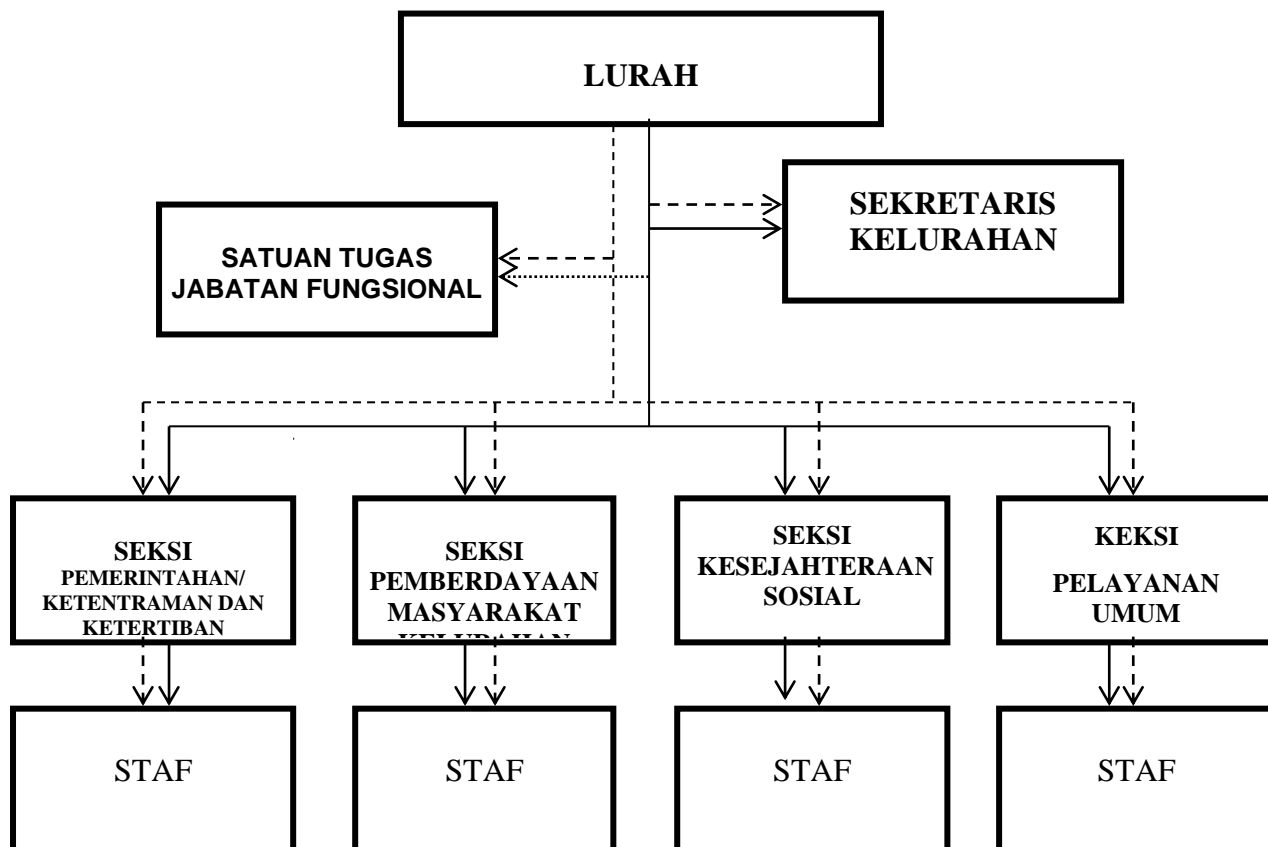 LURAH
SEKRETARIS
KELURAHAN
SATUAN TUGAS
JABATAN FUNGSIONAL
SEKSI
PEMERINTAHAN/
KETENTRAMAN DAN
KETERTIBAN
SEKSI
PEMBERDAYAAN
MASYARAKAT
KELURAHAN
SEKSI
KESEJAHTERAAN
SOSIAL
KEKSI
PELAYANAN
UMUM
STAF
STAF
STAF
STAF